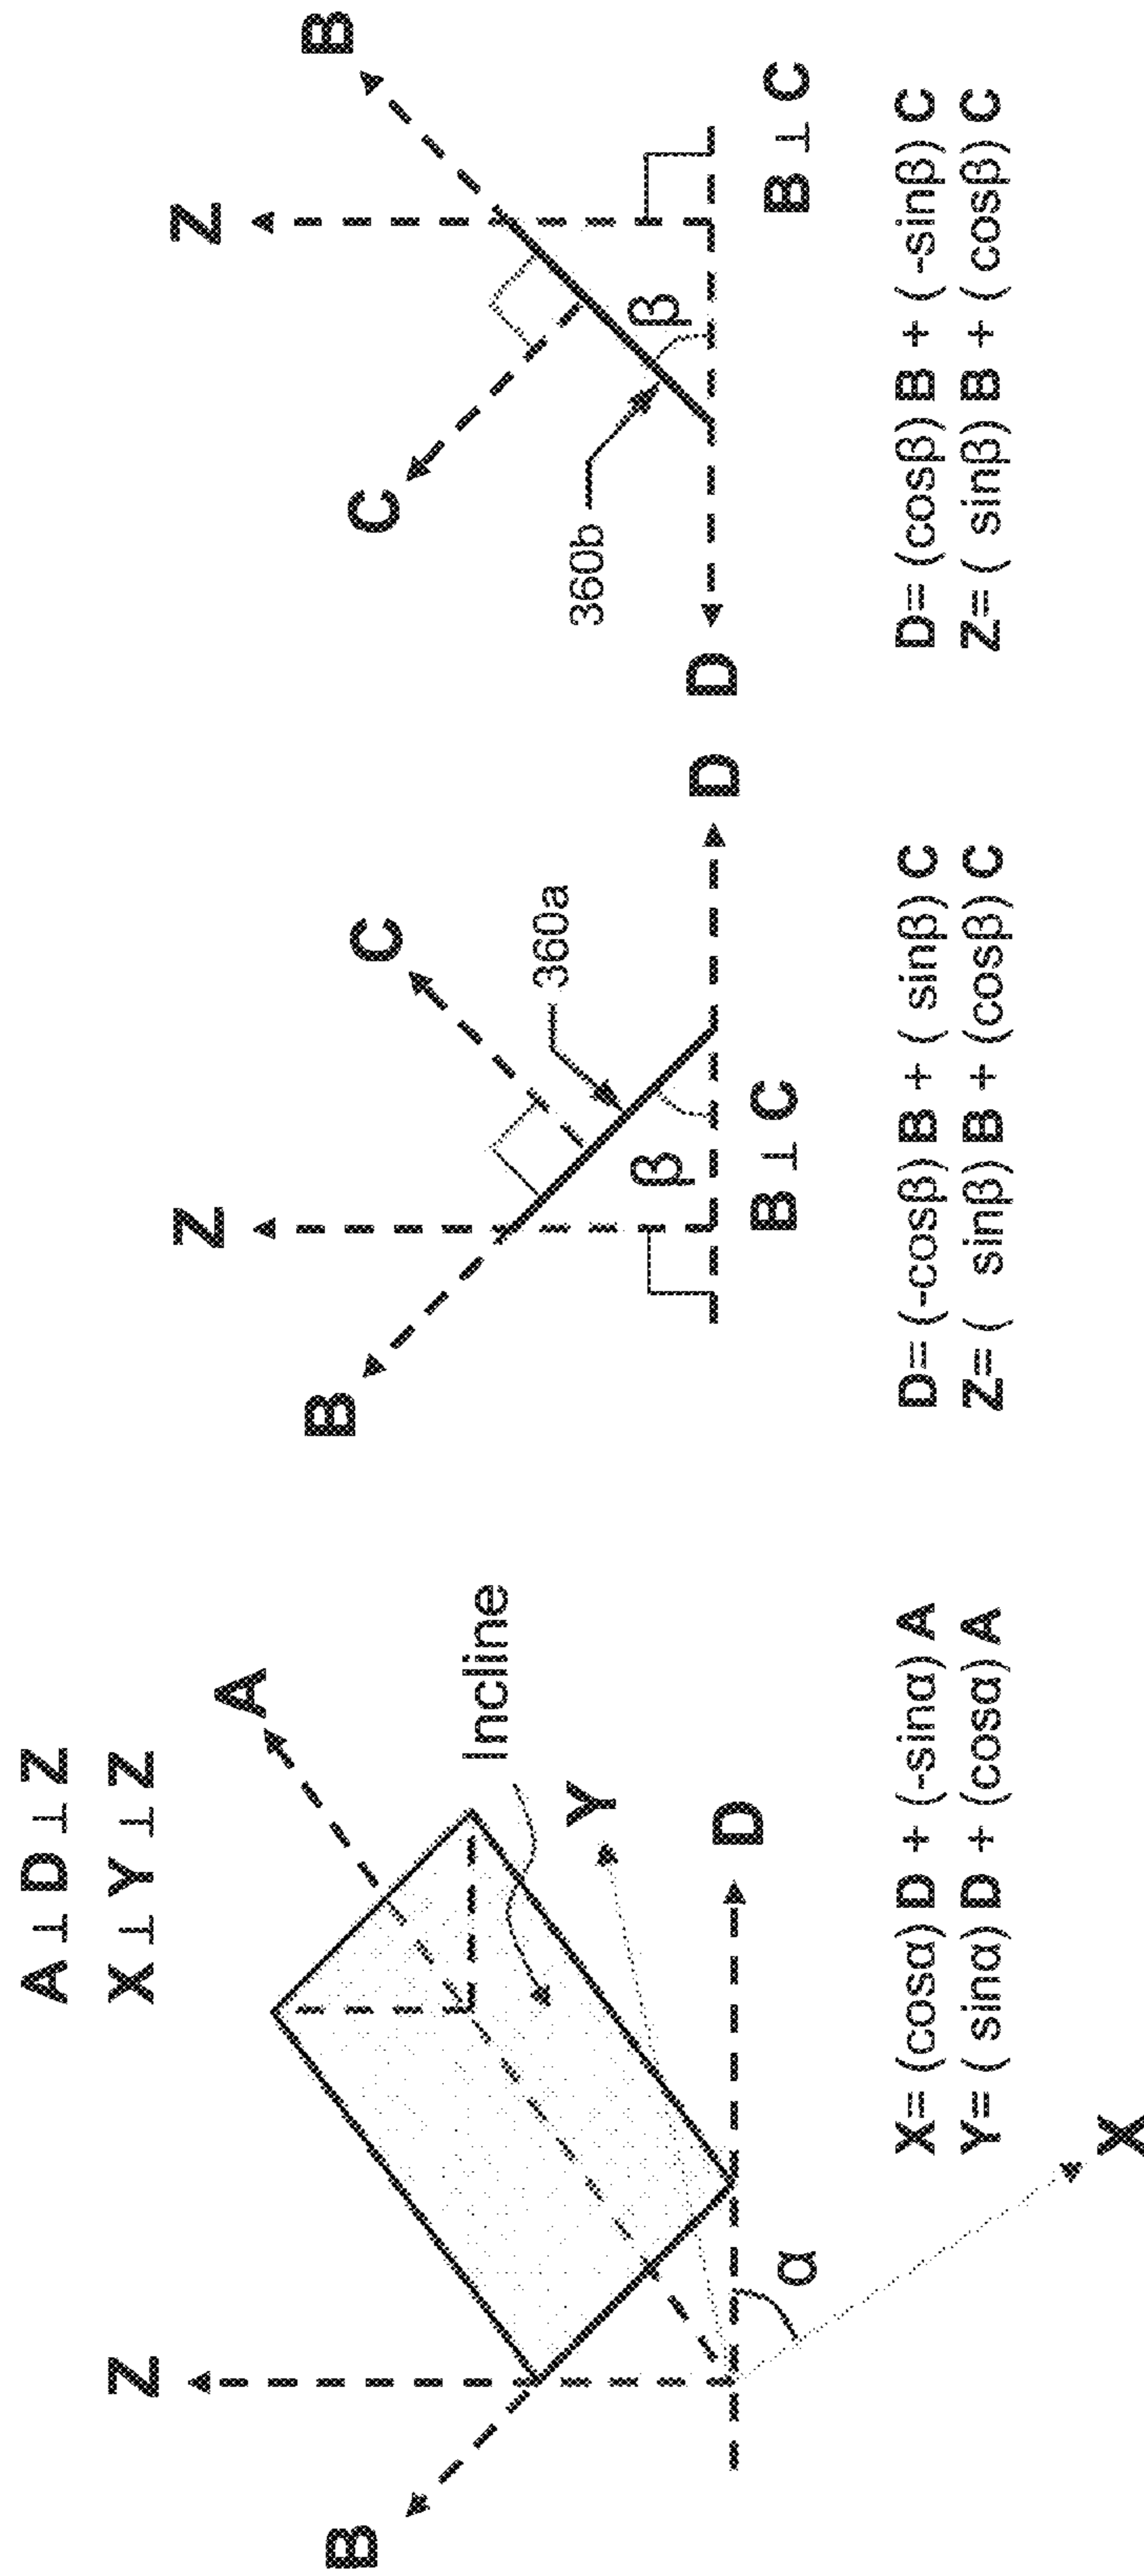 A ⊥ D ⊥ Z
X ⊥ Y ⊥ Z
Z
B
A
Incline
Y
D
α
X
X= (cosα) D + (-sinα) A
Y= ( sinα) D + (cosα) A
Z
B
C
360a
β
D
B ⊥ C
D= (-cosβ) B + ( sinβ) C
Z= ( sinβ) B + (cosβ) C
Z
B
C
360b
β
D
B ⊥ C
D= (cosβ) B + ( -sinβ) C
Z= ( sinβ) B + ( cosβ) C